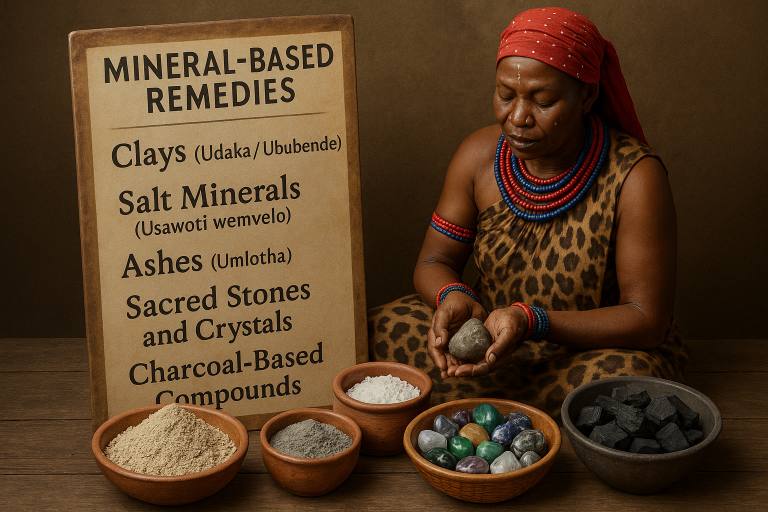 MINERAL-BASED
REMEDIES
Clays (Udaka/Ububende)
Salt Minerals
(Usawoti wemvelo)
Ashes (Umlotha)
Sacred Stones
and Crystals
Charcoal-Based
Compounds